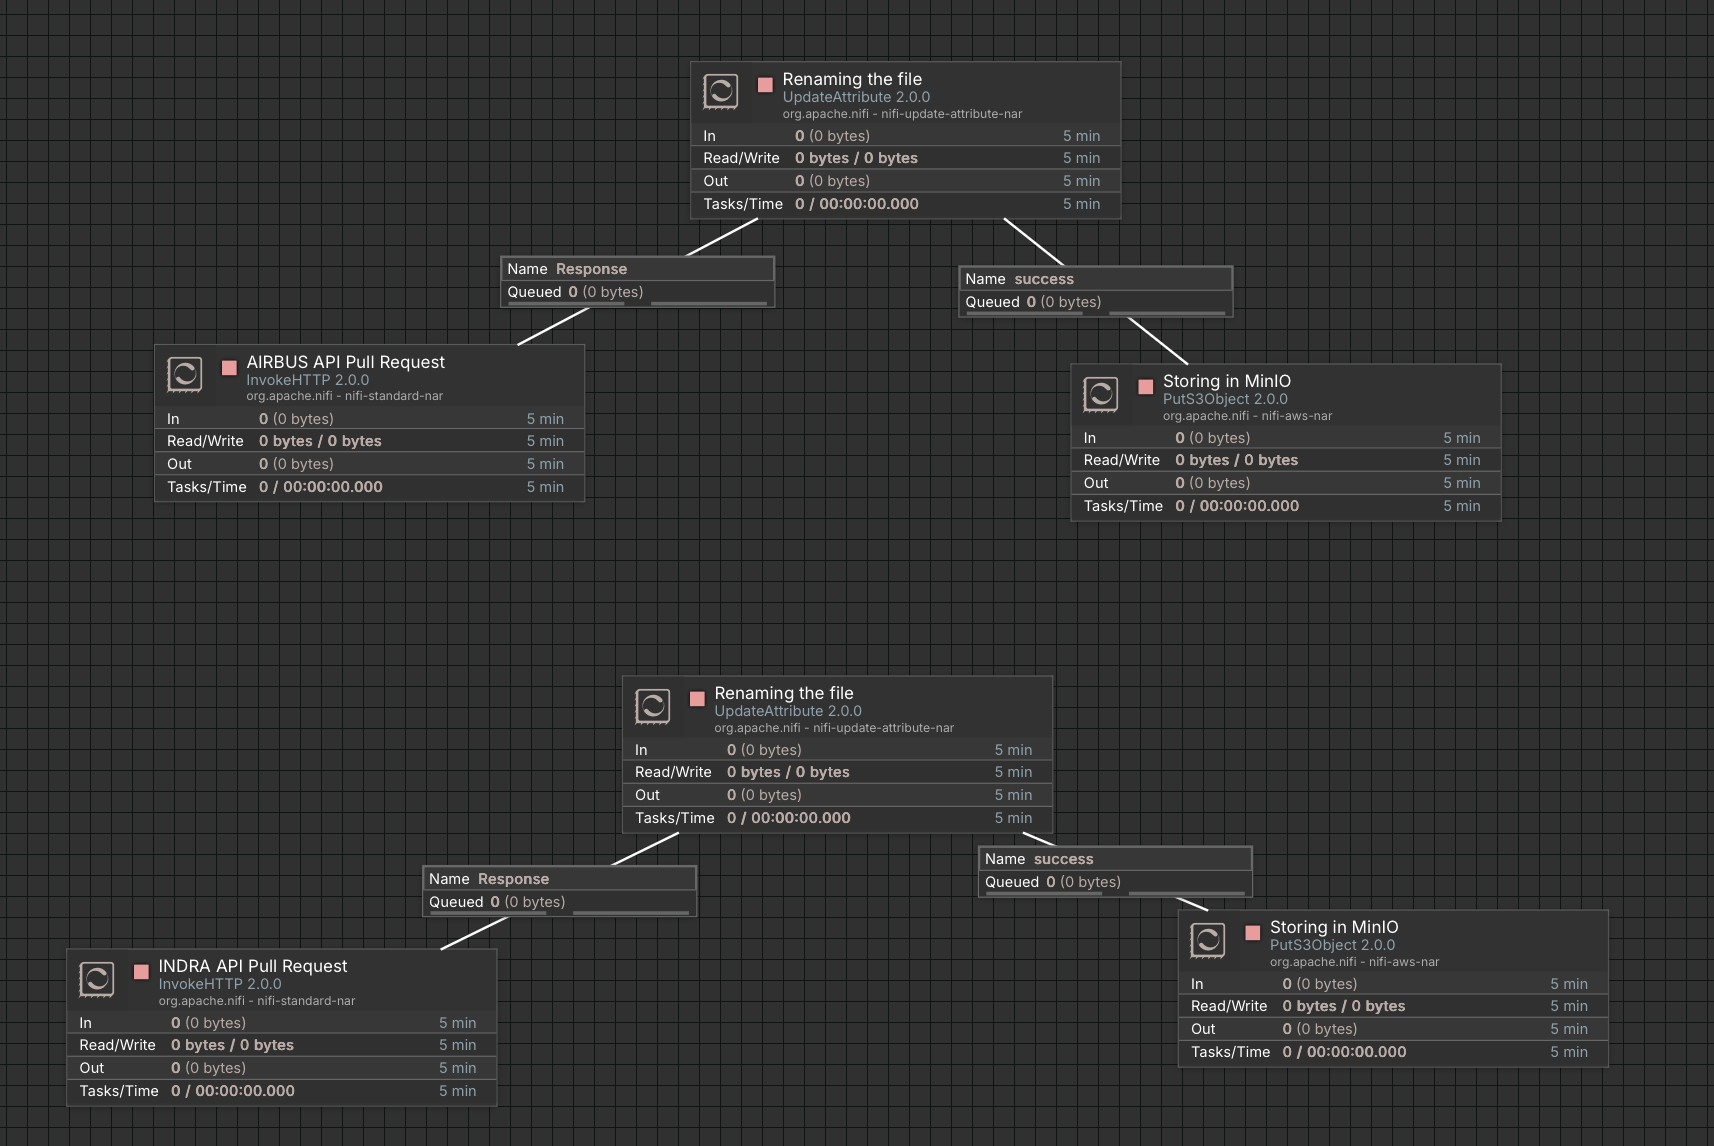 Renaming the file
UpdateAttribute 2.0.0
org.apache.nifi - nifi-update-attribute-nar
In 0 (0 bytes) 5 min
Read/Write 0 bytes / 0 bytes 5 min
Out 0 (0 bytes) 5 min
Tasks/Time 0 / 00:00:00.000 5 min
Name Response
Queued 0 (0 bytes)
Name success
Queued 0 (0 bytes)
AIRBUS API Pull Request
InvokeHTTP 2.0.0
org.apache.nifi - nifi-standard-nar
In 0 (0 bytes) 5 min
Read/Write 0 bytes / 0 bytes 5 min
Out 0 (0 bytes) 5 min
Tasks/Time 0 / 00:00:00.000 5 min
Storing in MinIO
PutS3Object 2.0.0
org.apache.nifi - nifi-aws-nar
In 0 (0 bytes) 5 min
Read/Write 0 bytes / 0 bytes 5 min
Out 0 (0 bytes) 5 min
Tasks/Time 0 / 00:00:00.000 5 min
Renaming the file
UpdateAttribute 2.0.0
org.apache.nifi - nifi-update-attribute-nar
In 0 (0 bytes) 5 min
Read/Write 0 bytes / 0 bytes 5 min
Out 0 (0 bytes) 5 min
Tasks/Time 0 / 00:00:00.000 5 min
Name Response
Queued 0 (0 bytes)
Name success
Queued 0 (0 bytes)
INDRA API Pull Request
InvokeHTTP 2.0.0
org.apache.nifi - nifi-standard-nar
In 0 (0 bytes) 5 min
Read/Write 0 bytes / 0 bytes 5 min
Out 0 (0 bytes) 5 min
Tasks/Time 0 / 00:00:00.000 5 min
Storing in MinIO
PutS3Object 2.0.0
org.apache.nifi - nifi-aws-nar
In 0 (0 bytes) 5 min
Read/Write 0 bytes / 0 bytes 5 min
Out 0 (0 bytes) 5 min
Tasks/Time 0 / 00:00:00.000 5 min